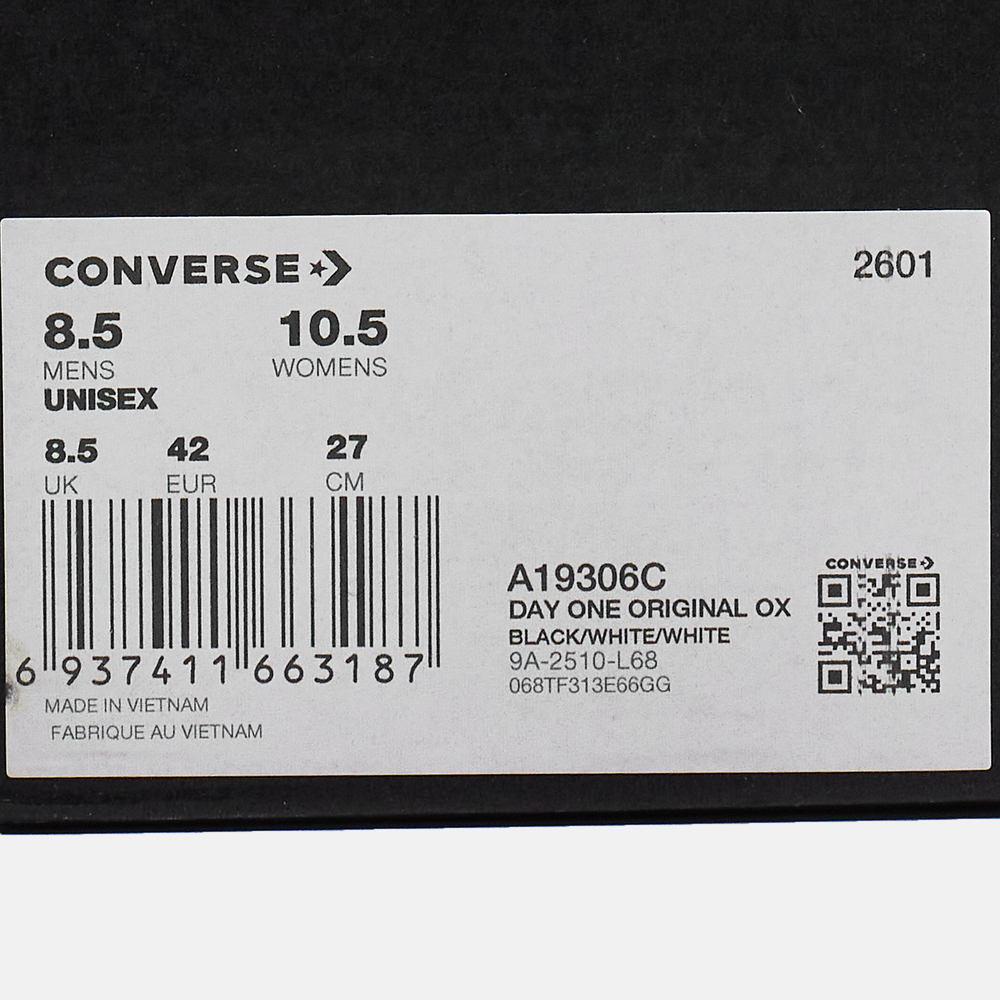 CONVERSE
2601
8.5 10.5
MENS WOMENS
UNISEX
8.5 42 27
UK EUR CM
6 937411 663187
MADE IN VIETNAM
FABRIQUE AU VIETNAM
A19306C
DAY ONE ORIGINAL OX
BLACK/WHITE/WHITE
9A-2510-L68
068TF313E66GG
CONVERSE